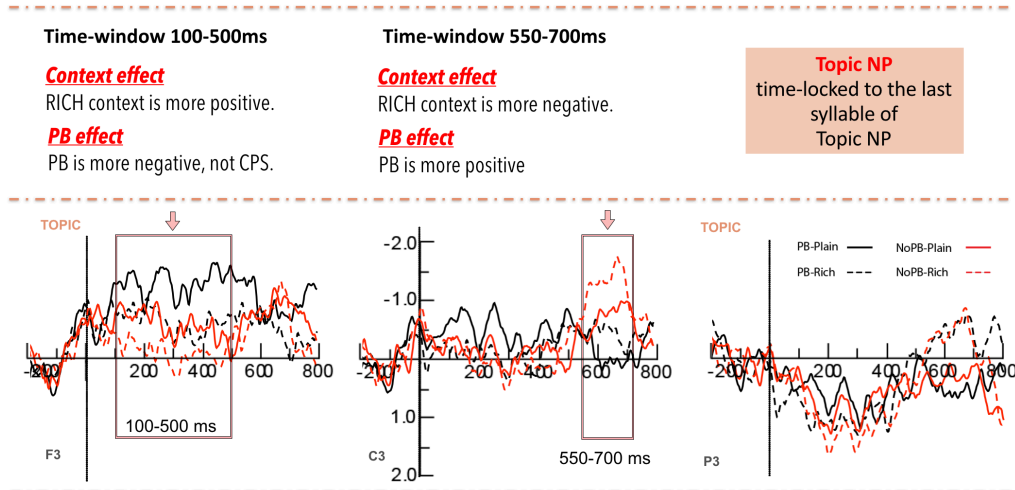 Time-window 100-500ms
Context effect
RICH context is more positive.
PB effect
PB is more negative, not CPS.
Time-window 550-700ms
Context effect
RICH context is more negative.
PB effect
PB is more positive
Topic NP
time-locked to the last
syllable of
Topic NP
TOPIC
-200 200 400 600 800
100-500 ms
F3
-2.0
-1.0
-200 200 400 600 800
1.0
2.0
550-700 ms
C3
TOPIC
PB-Plain NoPB-Plain
PB-Rich NoPB-Rich
-200 200 400 600 800
P3